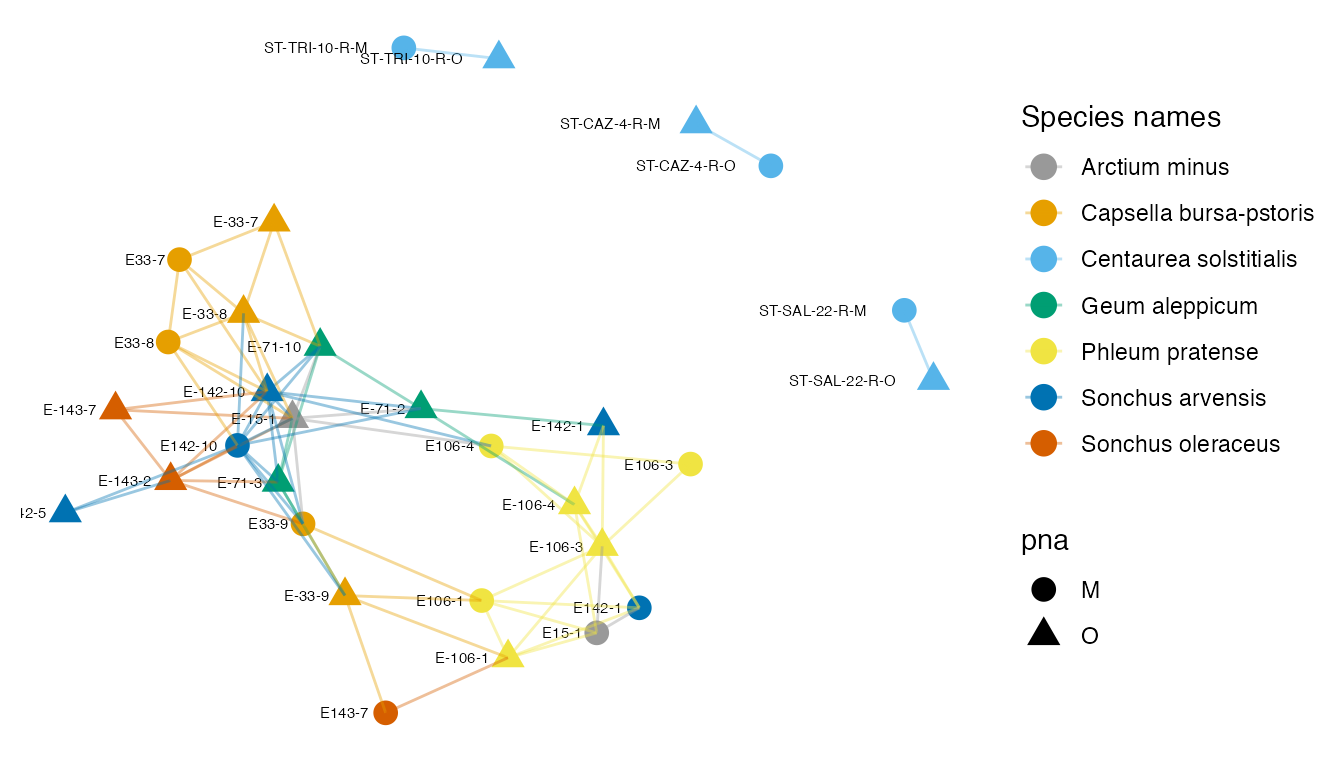 ST-TRI-10-R-M
ST-TRI-10-R-O
ST-CAZ-4-R-M
ST-CAZ-4-R-O
E-33-7
E33-7
E-33-8
E33-8
E-71-10
E-142-10
E-143-7
E-15-1
E-71-2
E-142-1
E142-10
E106-4
E106-3
E-143-2
E-71-3
E-106-4
42-5
E33-9
E-106-3
E-33-9
E106-1
E142-1
E15-1
E-106-1
E143-7
ST-SAL-22-R-M
ST-SAL-22-R-O
Species names
Arctium minus
Capsella bursa-pstoris
Centaurea solstitialis
Geum aleppicum
Phleum pratense
Sonchus arvensis
Sonchus oleraceus
pna
M
O